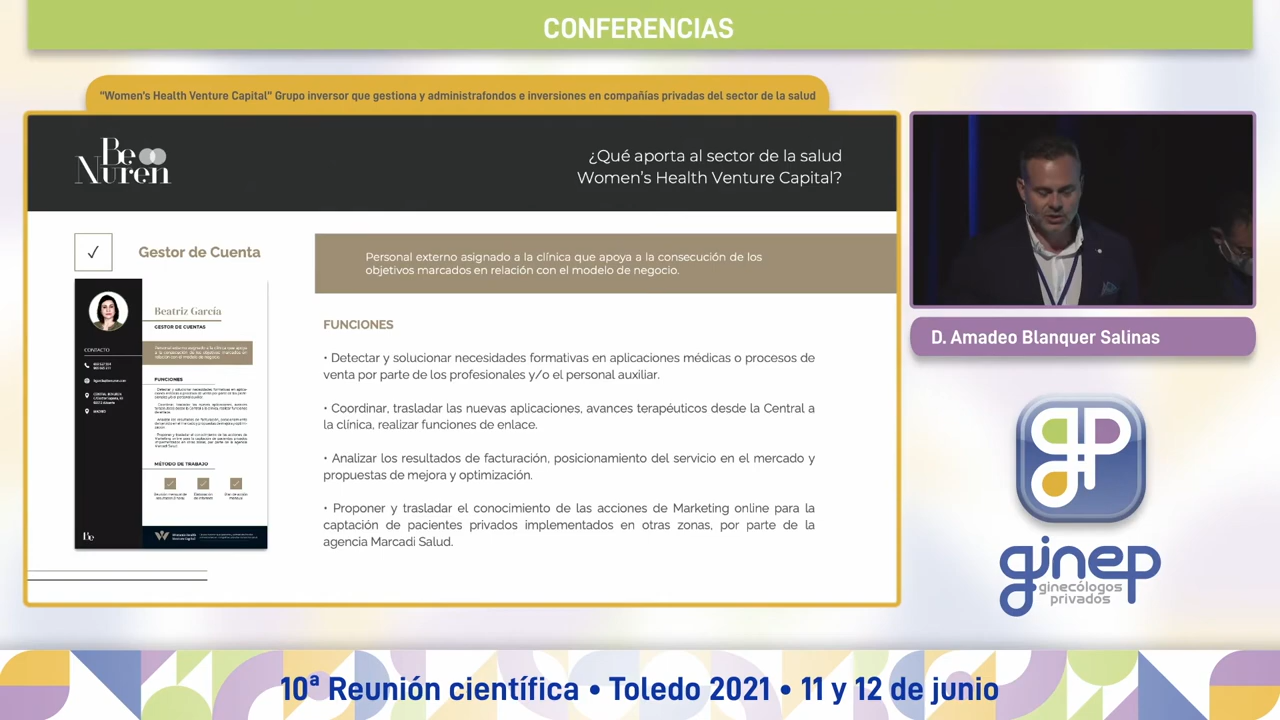 CONFERENCIAS
"Women's Health Venture Capital" Grupo inversor que gestiona y administrafondos e inversiones en compañías privadas del sector de la salud
Be
Nuren
¿Qué aporta al sector de la salud
Women's Health Venture Capital?
✓
Gestor de Cuenta
Personal externo asignado a la clínica que apoya a la consecución de los
objetivos marcados en relación con el modelo de negocio.
Beatriz García
GESTOR DE CUENTAS
CONTACTO
FUNCIONES
MÉTODO DE TRABAJO
Be
FUNCIONES
• Detectar y solucionar necesidades formativas en aplicaciones médicas o procesos de
venta por parte de los profesionales y/o el personal auxiliar.
• Coordinar, trasladar las nuevas aplicaciones, avances terapéuticos desde la Central a
la clínica, realizar funciones de enlace.
• Analizar los resultados de facturación, posicionamiento del servicio en el mercado y
propuestas de mejora y optimización.
• Proponer y trasladar el conocimiento de las acciones de Marketing online para la
captación de pacientes privados implementados en otras zonas, por parte de la
agencia Marcadi Salud.
D. Amadeo Blanquer Salinas
ginep
ginecólogos
privados
10ª Reunión científica • Toledo 2021 • 11 y 12 de junio